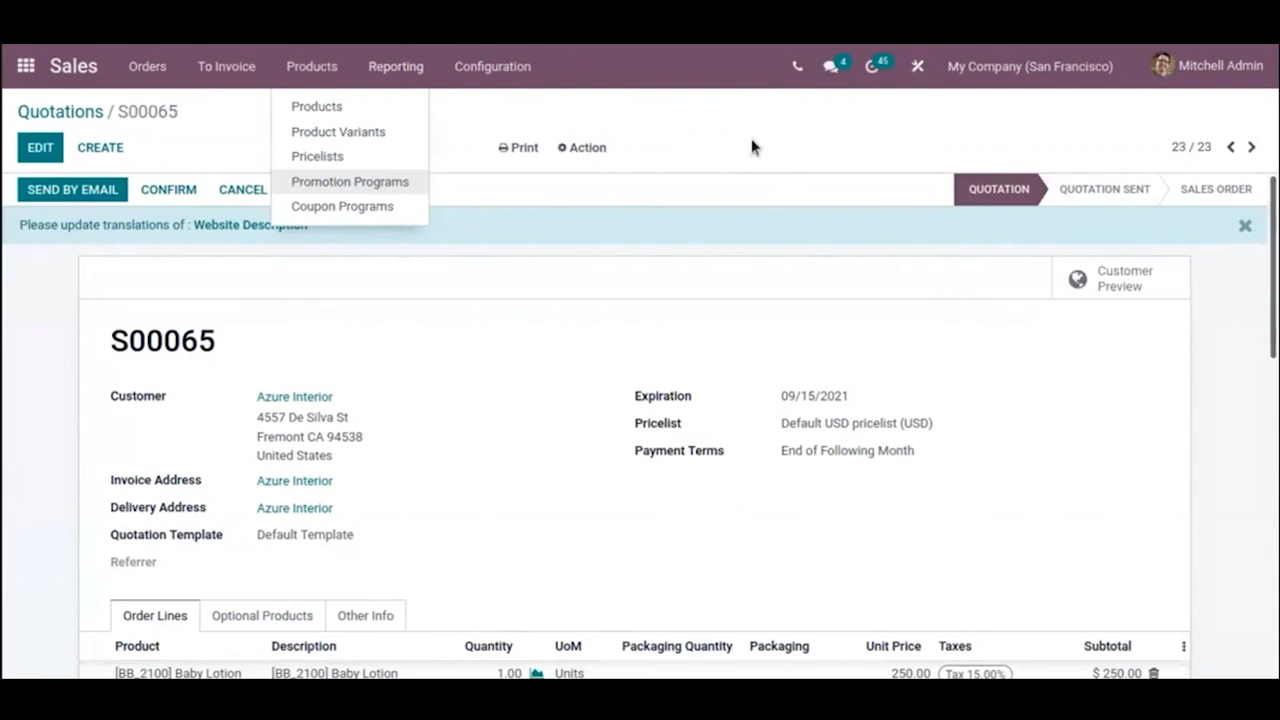 Sales Orders To Invoice Products Reporting Configuration 4 45 My Company (San Francisco) Mitchell Admin
Products
Product Variants
Pricelists
Promotion Programs
Coupon Programs
Quotations / S00065
EDIT CREATE Print Action 23 / 23
SEND BY EMAIL CONFIRM CANCEL QUOTATION QUOTATION SENT SALES ORDER
Please update translations of : Website Description
Customer
Preview
S00065
Customer Azure Interior Expiration 09/15/2021
4557 De Silva St Pricelist Default USD pricelist (USD)
Fremont CA 94538
United States Payment Terms End of Following Month
Invoice Address Azure Interior
Delivery Address Azure Interior
Quotation Template Default Template
Referrer
Order Lines Optional Products Other Info
Product Description Quantity UoM Packaging Quantity Packaging Unit Price Taxes Subtotal
[BB_2100] Baby Lotion [BB_2100] Baby Lotion 1.00 Units 250.00 Tax 15.00% $ 250.00